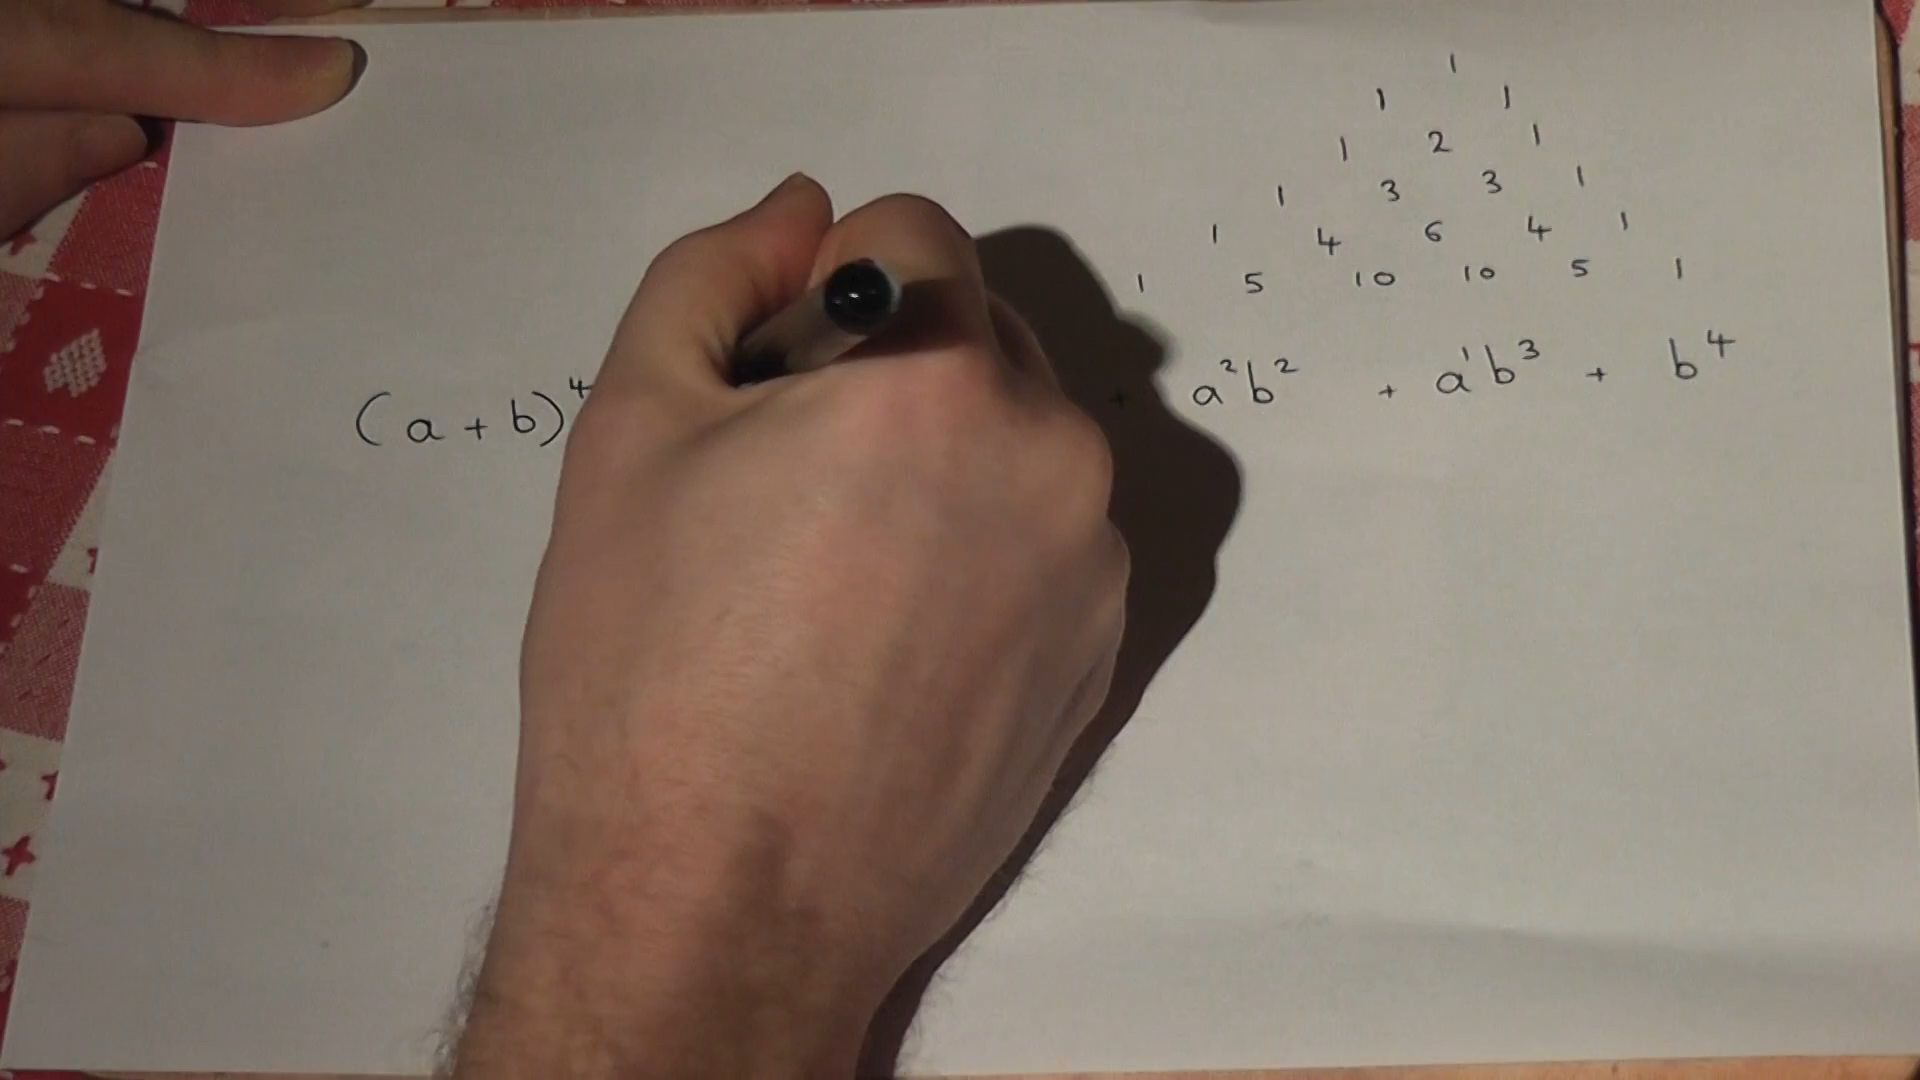 1
1 1
1 2 1
1 3 3 1
1 4 6 4 1
1 5 10 10 5 1
(a + b)⁴ + a²b² + a¹b³ + b⁴